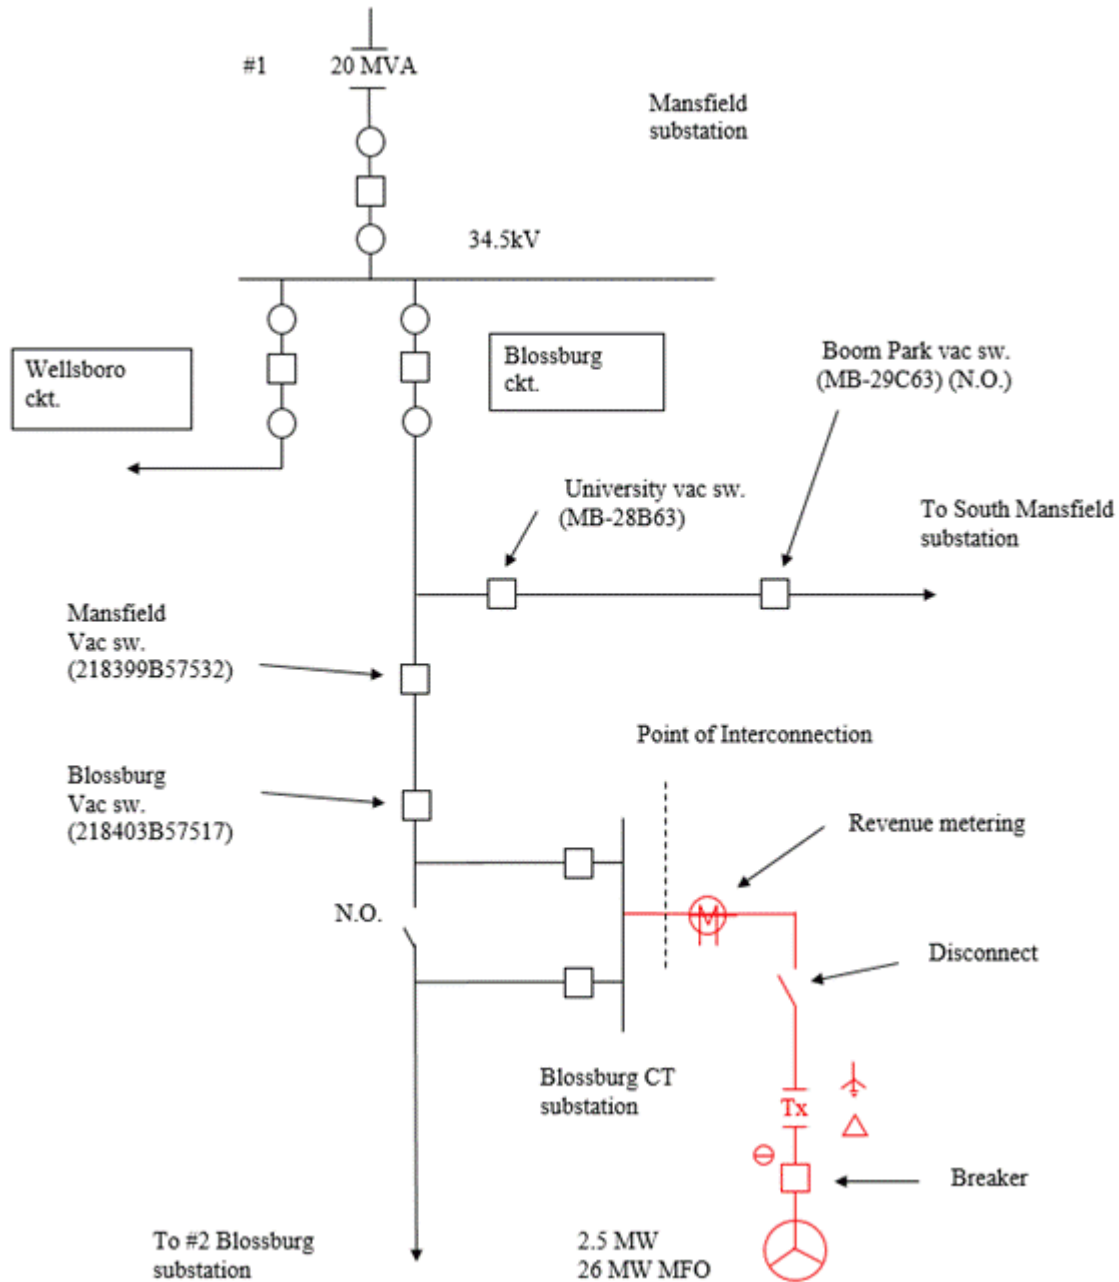 #1
20 MVA
Mansfield
substation
34.5kV
Wellsboro
ckt.
Blossburg
ckt.
Boom Park vac sw.
(MB-29C63) (N.O.)
University vac sw.
(MB-28B63)
To South Mansfield
substation
Mansfield
Vac sw.
(218399B57532)
Point of Interconnection
Blossburg
Vac sw.
(218403B57517)
Revenue metering
N.O.
M
Disconnect
Blossburg CT
substation
Tx
Breaker
To #2 Blossburg
substation
2.5 MW
26 MW MFO